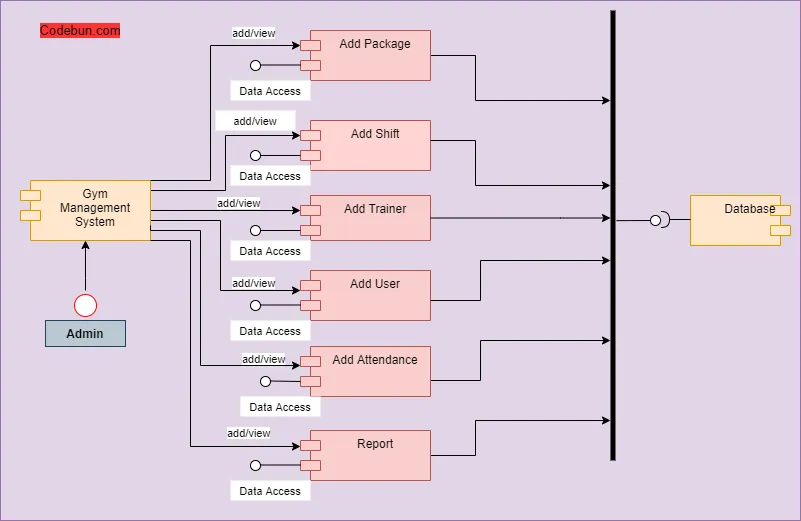 Codebun.com
add/view
Add Package
Data Access
add/view
Add Shift
Data Access
Gym
Management
System
add/view
Add Trainer
Database
Data Access
add/view
Add User
Data Access
Admin
add/view
Add Attendance
Data Access
add/view
Report
Data Access